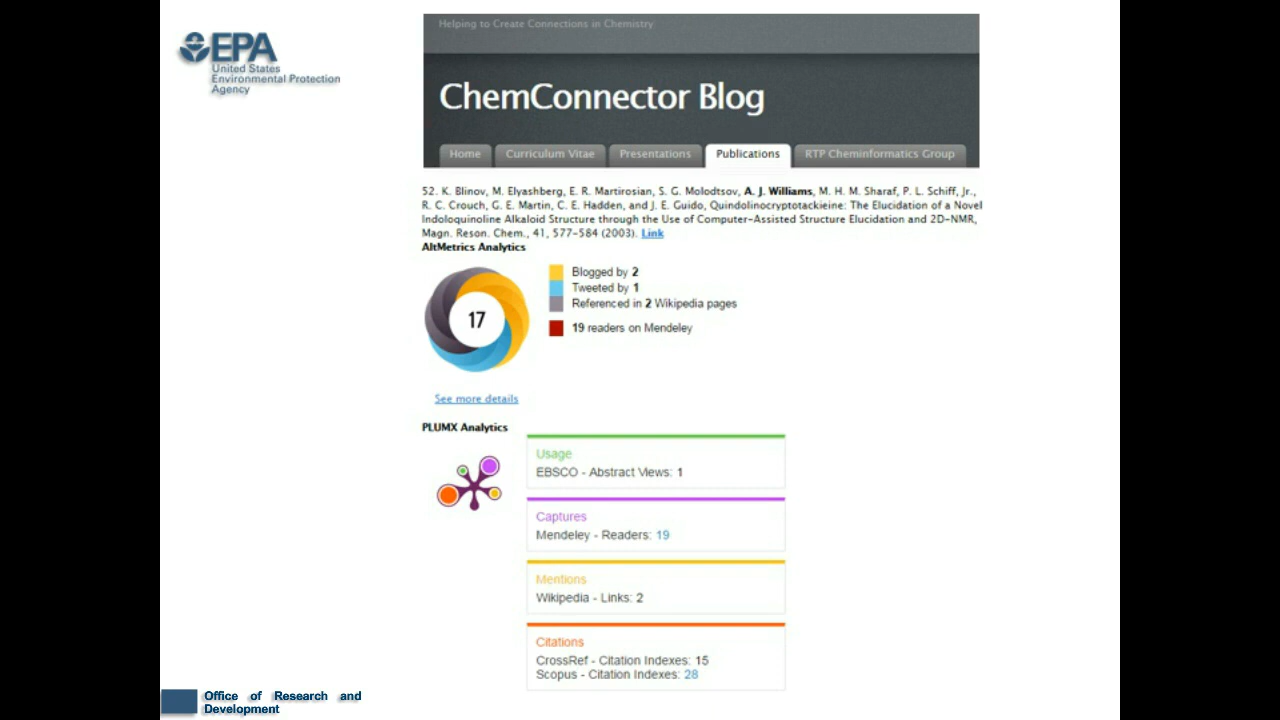 Helping to Create Connections in Chemistry
EPA
United States
Environmental Protection
Agency
ChemConnector Blog
Home
Curriculum Vitae
Presentations
Publications
RTP Cheminformatics Group
52. K. Blinov, M. Elyashberg, E. R. Martirosian, S. G. Molodtsov, A. J. Williams, M. H. M. Sharaf, P. L. Schiff, Jr.,
R. C. Crouch, G. E. Martin, C. E. Hadden, and J. E. Guido, Quindolinocryptotackieine: The Elucidation of a Novel
Indoloquinoline Alkaloid Structure through the Use of Computer-Assisted Structure Elucidation and 2D-NMR,
Magn. Reson. Chem., 41, 577-584 (2003). Link
AltMetrics Analytics
17
Blogged by 2
Tweeted by 1
Referenced in 2 Wikipedia pages
19 readers on Mendeley
See more details
PLUMX Analytics
Usage
EBSCO - Abstract Views: 1
Captures
Mendeley - Readers: 19
Mentions
Wikipedia - Links: 2
Citations
CrossRef - Citation Indexes: 15
Scopus - Citation Indexes: 28
Office of Research and
Development